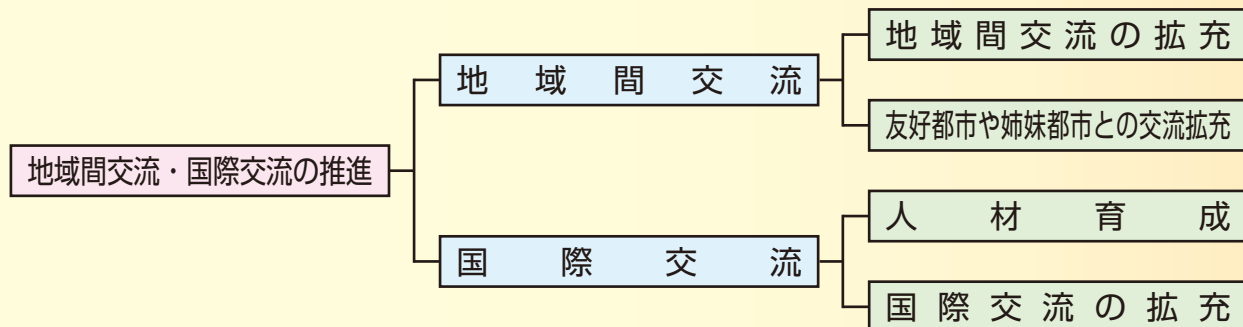 地域間交流・国際交流の推進
地域間交流
地域間交流の拡充
友好都市や姉妹都市との交流拡充
国際交流
人材育成
国際交流の拡充